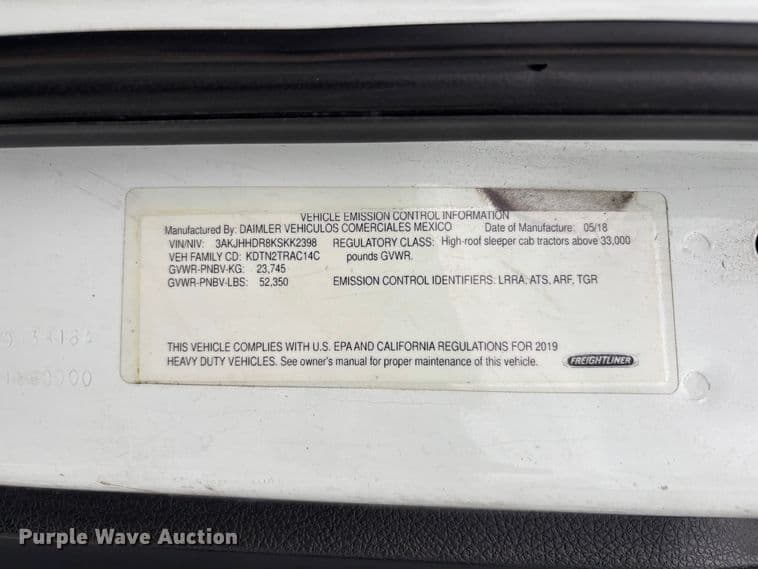 VEHICLE EMISSION CONTROL INFORMATION
Manufactured By: DAIMLER VEHICULOS COMERCIALES MEXICO Date of Manufacture: 05/18
VIN/NIV: 3AKJHHDR8KSKK2398 REGULATORY CLASS: High-roof sleeper cab tractors above 33,000
VEH FAMILY CD: KDTN2TRAC14C pounds GVWR.
GVWR-PNBV-KG: 23,745
GVWR-PNBV-LBS: 52,350 EMISSION CONTROL IDENTIFIERS: LRRA, ATS, ARF, TGR
THIS VEHICLE COMPLIES WITH U.S. EPA AND CALIFORNIA REGULATIONS FOR 2019
HEAVY DUTY VEHICLES. See owner's manual for proper maintenance of this vehicle. FREIGHTLINER
Purple Wave Auction